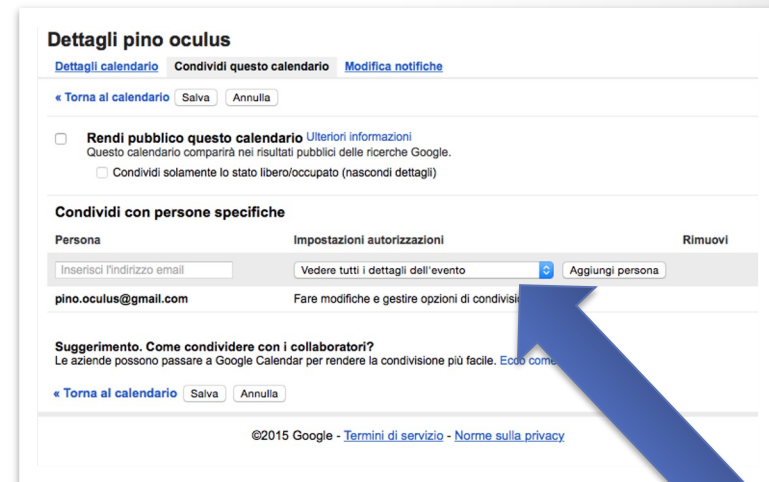 Dettagli pino oculus
Dettagli calendario Condividi questo calendario Modifica notifiche
« Torna al calendario Salva Annulla
Rendi pubblico questo calendario Ulteriori informazioni
Questo calendario comparirà nei risultati pubblici delle ricerche Google.
Condividi solamente lo stato libero/occupato (nascondi dettagli)
Condividi con persone specifiche
Persona Impostazioni autorizzazioni Rimuovi
Inserisci l'indirizzo email Vedere tutti i dettagli dell'evento Aggiungi persona
pino.oculus@gmail.com Fare modifiche e gestire opzioni di
Suggerimento. Come condividere con i collaboratori?
Le aziende possono passare a Google Calendar per rendere la condivisione più facile. Ecco come
« Torna al calendario Salva Annulla
©2015 Google - Termini di servizio - Norme sulla privacy